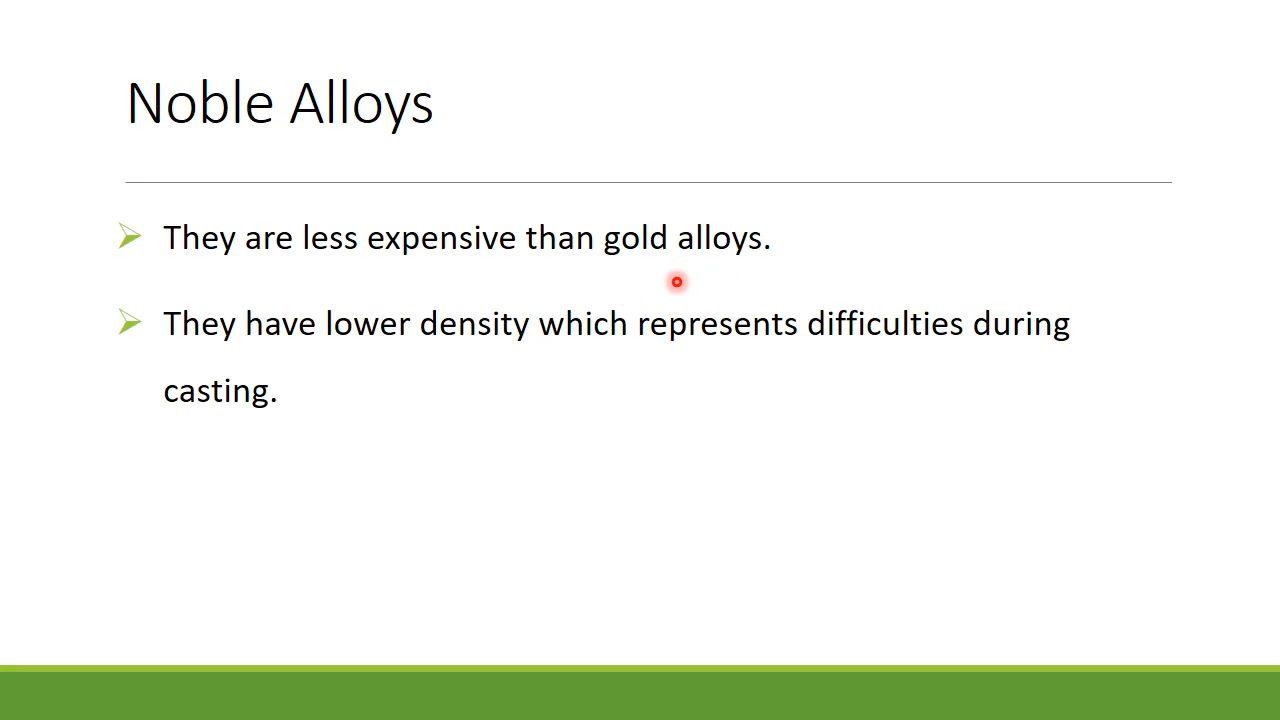 Noble Alloys
They are less expensive than gold alloys.
They have lower density which represents difficulties during
casting.